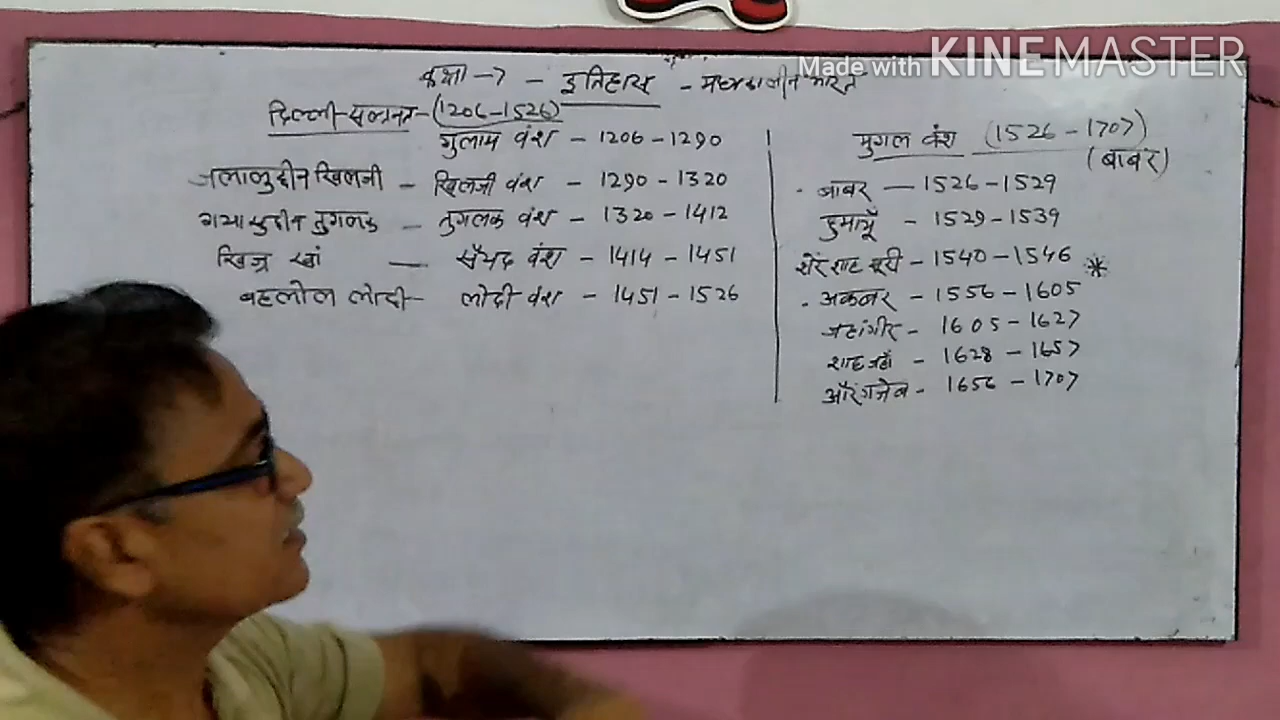 Made with KINEMASTER
कक्षा -7 - इतिहास - मध्यकालीन भारत
दिल्ली सल्तनत - (1206-1526)
गुलाम वंश - 1206 - 1290
जलालुद्दीन खिलजी - खिलजी वंश - 1290 - 1320
गयासुद्दीन तुगलक - तुगलक वंश - 1320 - 1412
खिज्र खां - सैयद वंश - 1414 - 1451
बहलोल लोदी - लोदी वंश - 1451 - 1526
मुगल वंश (1526 - 1707)
(बाबर)
बाबर - 1526 - 1529
हुमायूँ - 1529 - 1539
शेरशाह सूरी - 1540 - 1546 *
अकबर - 1556 - 1605
जहांगीर - 1605 - 1627
शाहजहाँ - 1628 - 1657
औरंगजेब - 1656 - 1707